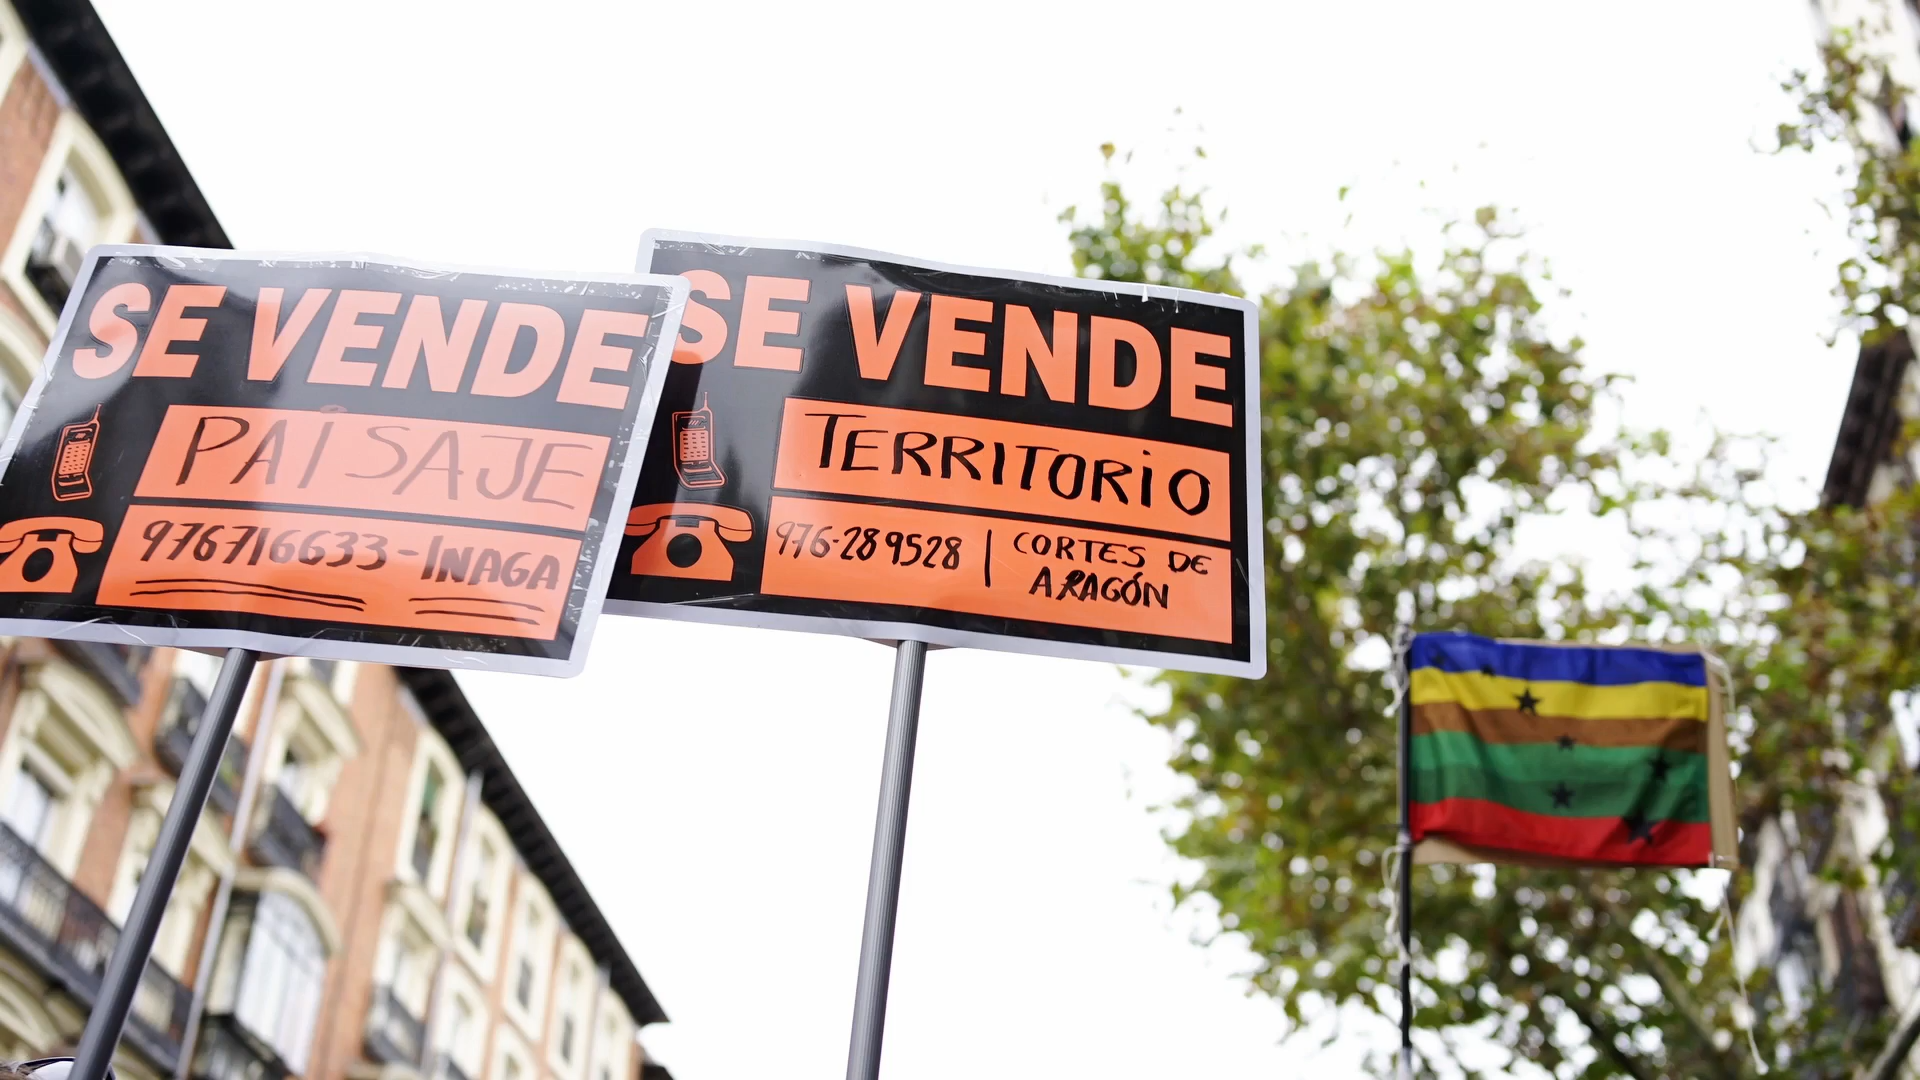 SE VENDE
PAISAJE
976716633-INAGA
SE VENDE
TERRITORIO
976-289528 | CORTES DE
ARAGÓN